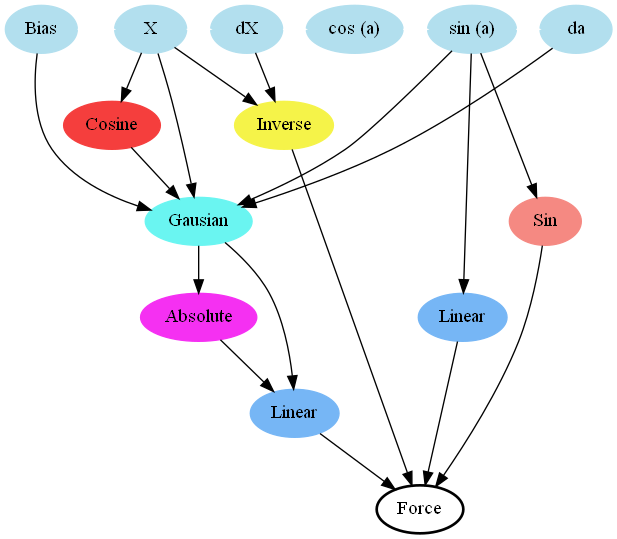 Bias
X
dX
cos (a)
sin (a)
da
Cosine
Inverse
Gausian
Sin
Absolute
Linear
Linear
Force